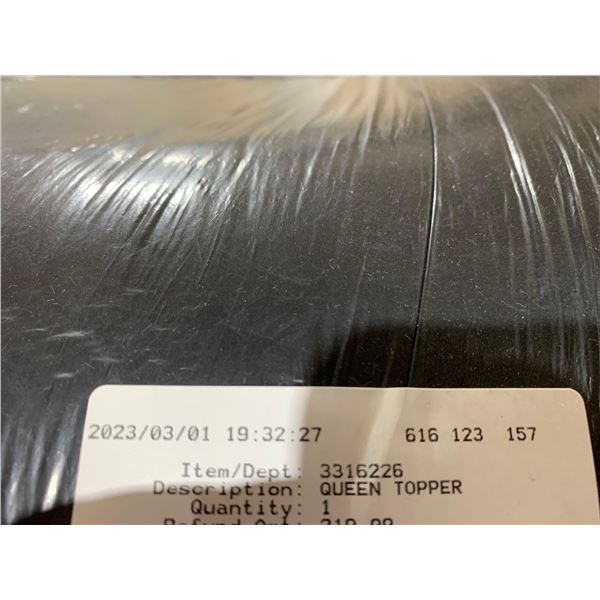 2023/03/01 19:32:27 616 123 157
Item/Dept: 3316226
Description: QUEEN TOPPER
Quantity: 1